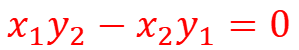 x₁y₂ − x₂y₁ = 0